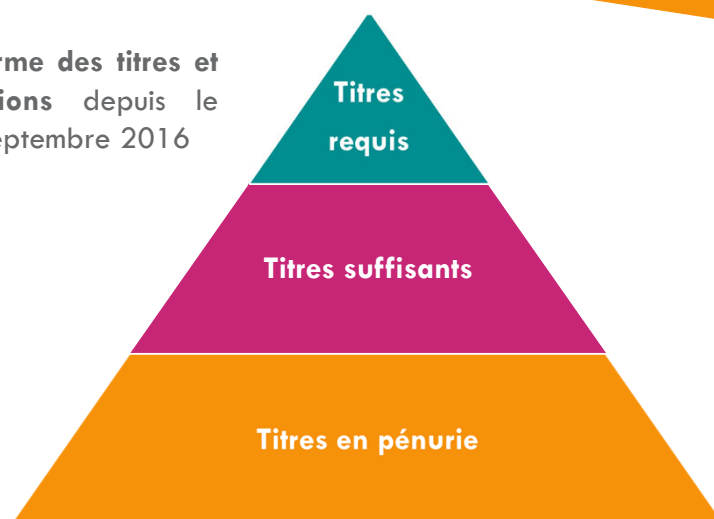 rme des titres et
ions depuis le
eptembre 2016
Titres
requis
Titres suffisants
Titres en pénurie